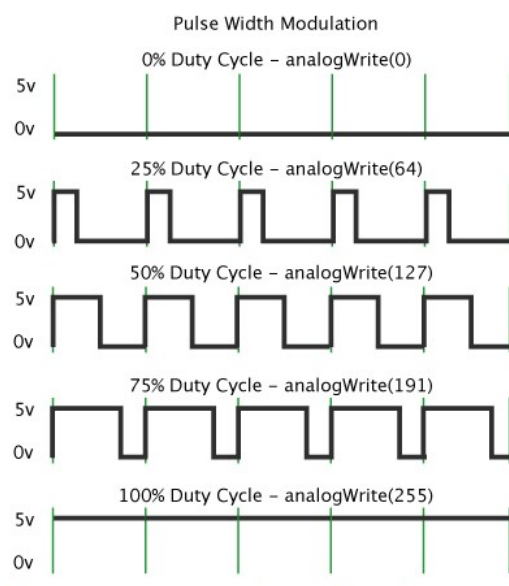 Pulse Width Modulation
0% Duty Cycle – analogWrite(0)
5v
0v
25% Duty Cycle – analogWrite(64)
5v
0v
50% Duty Cycle – analogWrite(127)
5v
0v
75% Duty Cycle – analogWrite(191)
5v
0v
100% Duty Cycle – analogWrite(255)
5v
0v